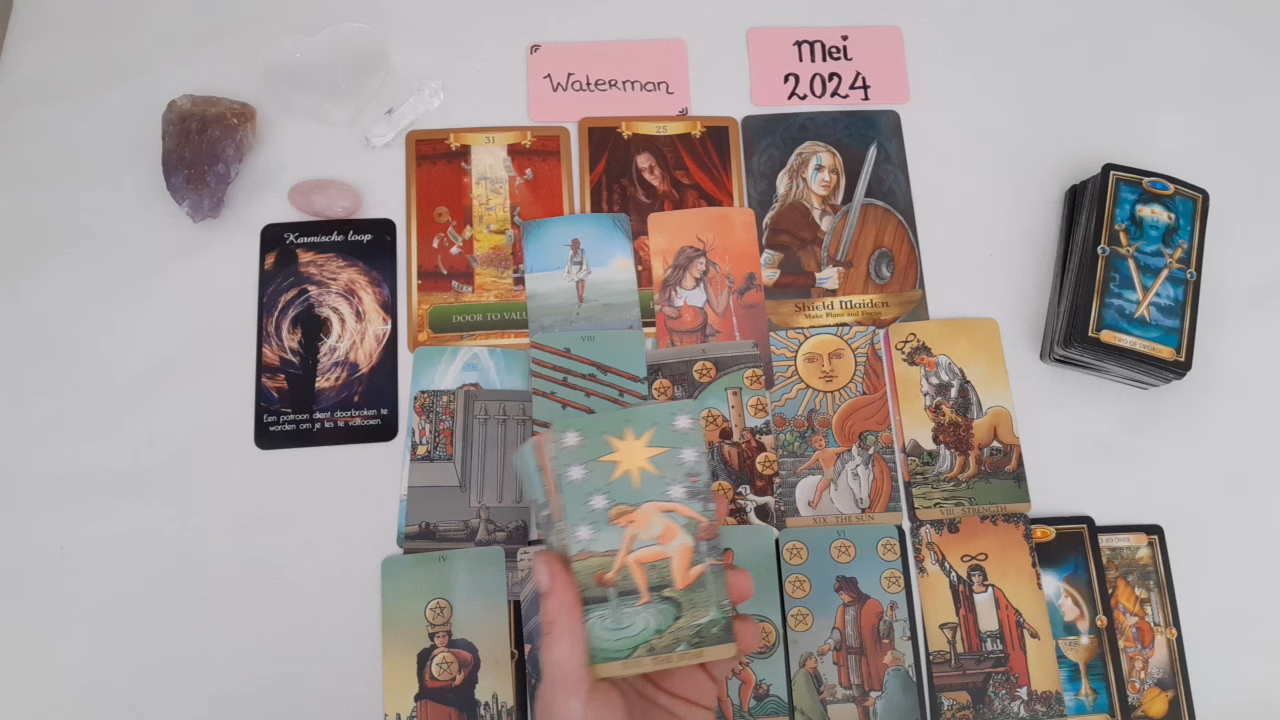 Waterman
Mei
2024
31
25
Karmische loop
DOOR TO VALU
Shield Maiden
Make Plans and Focus
TWO OF SWORDS
VIII
X
Een patroon dient doorbroken te
worden om je les te voltooien.
XIX · THE SUN
VIII · STRENGTH
IV
VI